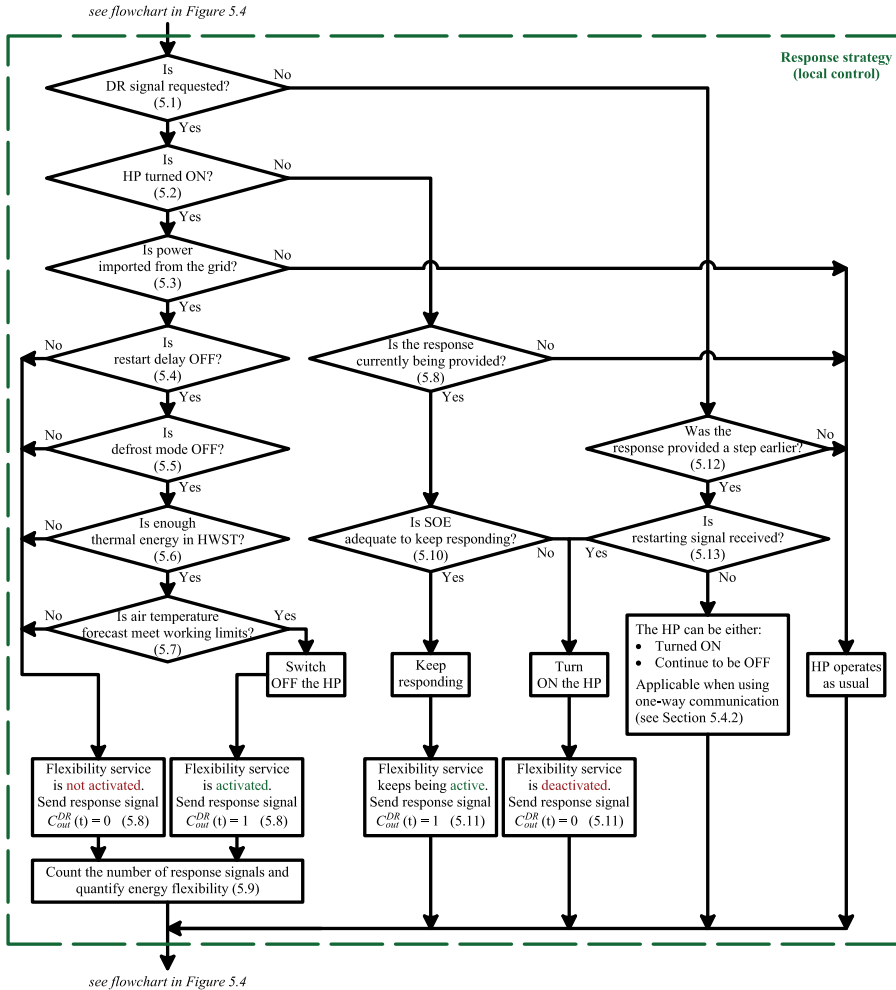 see flowchart in Figure 5.4
Response strategy
(local control)
Is
DR signal requested?
(5.1)
No
Yes
Is
HP turned ON?
(5.2)
No
Yes
Is power
imported from the grid?
(5.3)
No
Yes
Is
restart delay OFF?
(5.4)
No
Yes
Is the response
currently being provided?
(5.8)
No
Yes
Is
defrost mode OFF?
(5.5)
No
Yes
Was the
response provided a step earlier?
(5.12)
No
Yes
Is enough
thermal energy in HWST?
(5.6)
No
Yes
Is SOE
adequate to keep responding?
(5.10)
No
Yes
Is
restarting signal received?
(5.13)
Yes
No
Is air temperature
forecast meet working limits?
(5.7)
No
Yes
Switch
OFF the HP
Keep
responding
Turn
ON the HP
The HP can be either:
• Turned ON
• Continue to be OFF
Applicable when using
one-way communication
(see Section 5.4.2)
HP operates
as usual
Flexibility service
is not activated.
Send response signal
C_{out}^{DR} (t) = 0 (5.8)
Flexibility service
is activated.
Send response signal
C_{out}^{DR} (t) = 1 (5.8)
Flexibility service
keeps being active.
Send response signal
C_{out}^{DR} (t) = 1 (5.11)
Flexibility service
is deactivated.
Send response signal
C_{out}^{DR} (t) = 0 (5.11)
Count the number of response signals and
quantify energy flexibility (5.9)
see flowchart in Figure 5.4